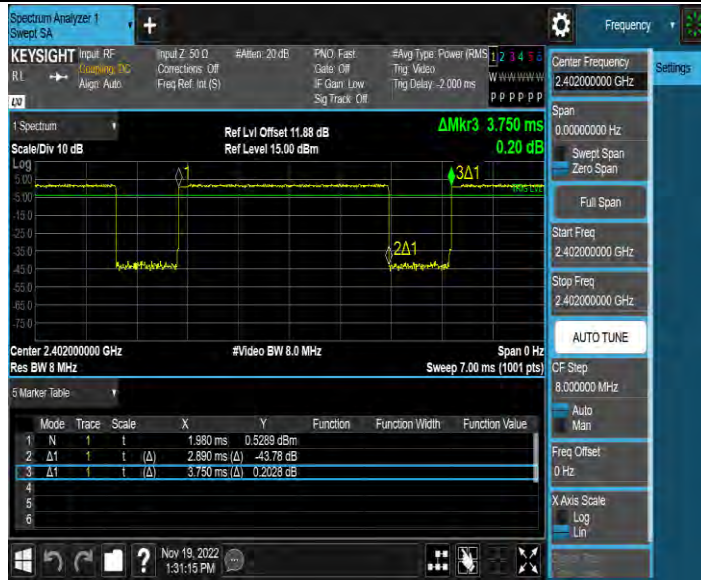 Spectrum Analyzer 1
Swept SA
Frequency
KEYSIGHT Input: RF Input Z: 50 Ω #Atten: 20 dB PNO: Fast #Avg Type: Power (RMS 1 2 3 4 5 6
RL Coupling: DC Corrections: Off Gate: Off Trig: Video W W W W W W
Align: Auto Freq Ref: Int (S) IF Gain: Low Trig Delay: -2.000 ms
Sig Track: Off P P P P P P
LXI
1 Spectrum
Ref Lvl Offset 11.88 dB
ΔMkr3 3.750 ms
Scale/Div 10 dB
Ref Level 15.00 dBm
0.20 dB
Log
5.00
-5.00
-15.0
-25.0
-35.0
-45.0
-55.0
-65.0
-75.0
1
3Δ1
TRIG LVL
2Δ1
Center 2.402000000 GHz #Video BW 8.0 MHz Span 0 Hz
Res BW 8 MHz Sweep 7.00 ms (1001 pts)
5 Marker Table
Mode Trace Scale X Y Function Function Width Function Value
1 N 1 t 1.980 ms 0.5289 dBm
2 Δ1 1 t (Δ) 2.890 ms (Δ) -43.78 dB
3 Δ1 1 t (Δ) 3.750 ms (Δ) 0.2028 dB
4
5
6
Nov 19, 2022
1:31:15 PM
Center Frequency
2.402000000 GHz
Settings
Span
0.00000000 Hz
Swept Span
Zero Span
Full Span
Start Freq
2.402000000 GHz
Stop Freq
2.402000000 GHz
AUTO TUNE
CF Step
8.000000 MHz
Auto
Man
Freq Offset
0 Hz
X Axis Scale
Log
Lin